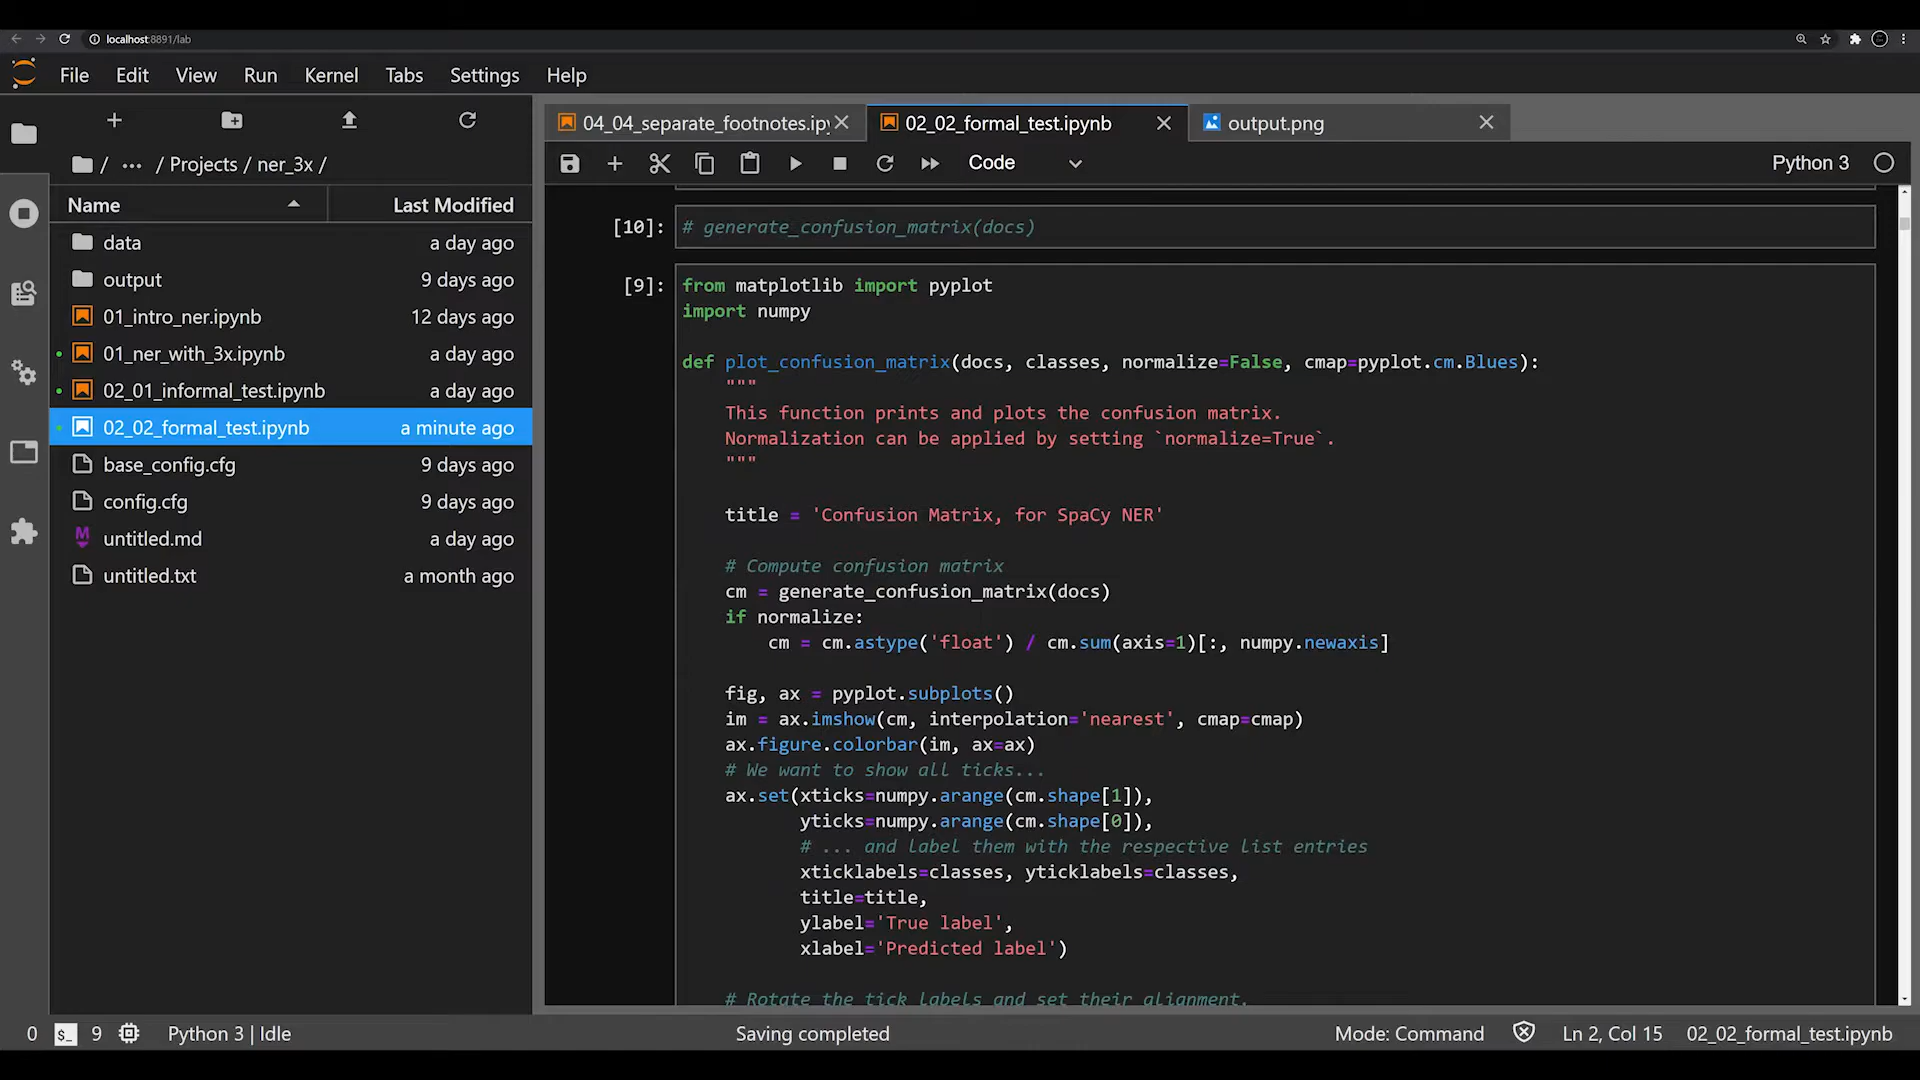 localhost:8891/lab
File Edit View Run Kernel Tabs Settings Help
04_04_separate_footnotes.ipy 02_02_formal_test.ipynb output.png
/ ... / Projects / ner_3x /
Code Python 3
Name Last Modified
data a day ago
output 9 days ago
01_intro_ner.ipynb 12 days ago
01_ner_with_3x.ipynb a day ago
02_01_informal_test.ipynb a day ago
02_02_formal_test.ipynb a minute ago
base_config.cfg 9 days ago
config.cfg 9 days ago
untitled.md a day ago
untitled.txt a month ago
[10]: # generate_confusion_matrix(docs)
[9]: from matplotlib import pyplot
import numpy
def plot_confusion_matrix(docs, classes, normalize=False, cmap=pyplot.cm.Blues):
"""
This function prints and plots the confusion matrix.
Normalization can be applied by setting `normalize=True`.
"""
title = 'Confusion Matrix, for SpaCy NER'
# Compute confusion matrix
cm = generate_confusion_matrix(docs)
if normalize:
cm = cm.astype('float') / cm.sum(axis=1)[:, numpy.newaxis]
fig, ax = pyplot.subplots()
im = ax.imshow(cm, interpolation='nearest', cmap=cmap)
ax.figure.colorbar(im, ax=ax)
# We want to show all ticks...
ax.set(xticks=numpy.arange(cm.shape[1]),
yticks=numpy.arange(cm.shape[0]),
# ... and label them with the respective list entries
xticklabels=classes, yticklabels=classes,
title=title,
ylabel='True label',
xlabel='Predicted label')
# Rotate the tick labels and set their alignment.
0 $_ 9 Python 3 | Idle Saving completed Mode: Command Ln 2, Col 15 02_02_formal_test.ipynb